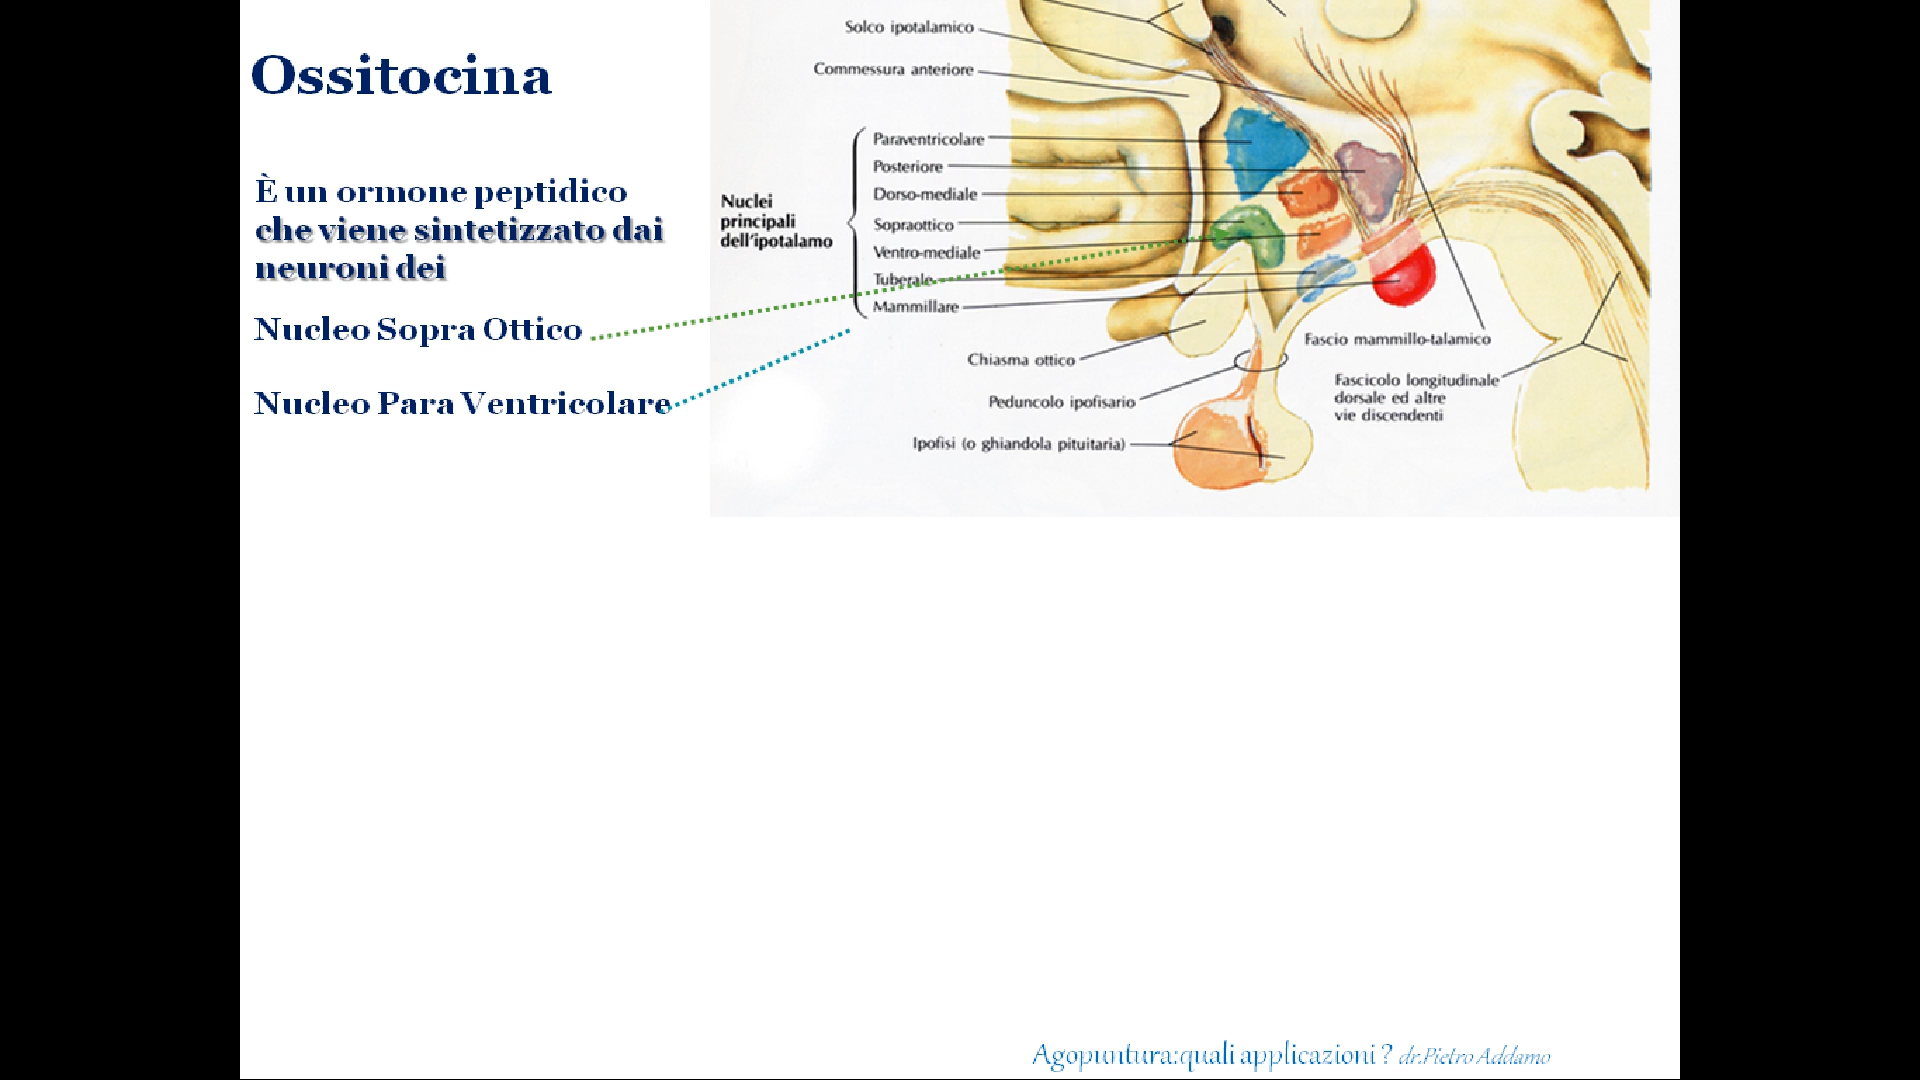 Ossitocina
È un ormone peptidico
che viene sintetizzato dai
neuroni dei
Nucleo Sopra Ottico
Nucleo Para Ventricolare
Solco ipotalamico
Commessura anteriore
Nuclei
principali
dell'ipotalamo
Paraventricolare
Posteriore
Dorso-mediale
Sopraottico
Ventro-mediale
Tuberale
Mammillare
Chiasma ottico
Peduncolo ipofisario
Ipofisi (o ghiandola pituitaria)
Fascio mammillo-talamico
Fascicolo longitudinale
dorsale ed altre
vie discendenti
Agopuntura:quali applicazioni ? dr.Pietro Addamo